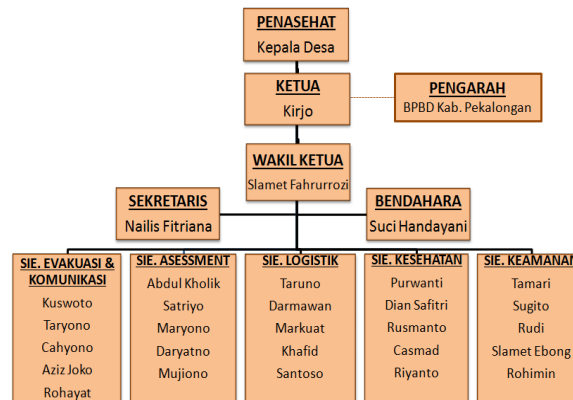 PENASEHAT
Kepala Desa
KETUA
Kirjo
PENGARAH
BPBD Kab. Pekalongan
WAKIL KETUA
Slamet Fahrurrozi
SEKRETARIS
Nailis Fitriana
BENDAHARA
Suci Handayani
SIE. EVAKUASI &
KOMUNIKASI
Kuswoto
Taryono
Cahyono
Aziz Joko
Rohayat
SIE. ASESSMENT
Abdul Kholik
Satriyo
Maryono
Daryatno
Mujiono
SIE. LOGISTIK
Taruno
Darmawan
Markuat
Khafid
Santoso
SIE. KESEHATAN
Purwanti
Dian Safitri
Rusmanto
Casmad
Riyanto
SIE. KEAMANAN
Tamari
Sugito
Rudi
Slamet Ebong
Rohimin